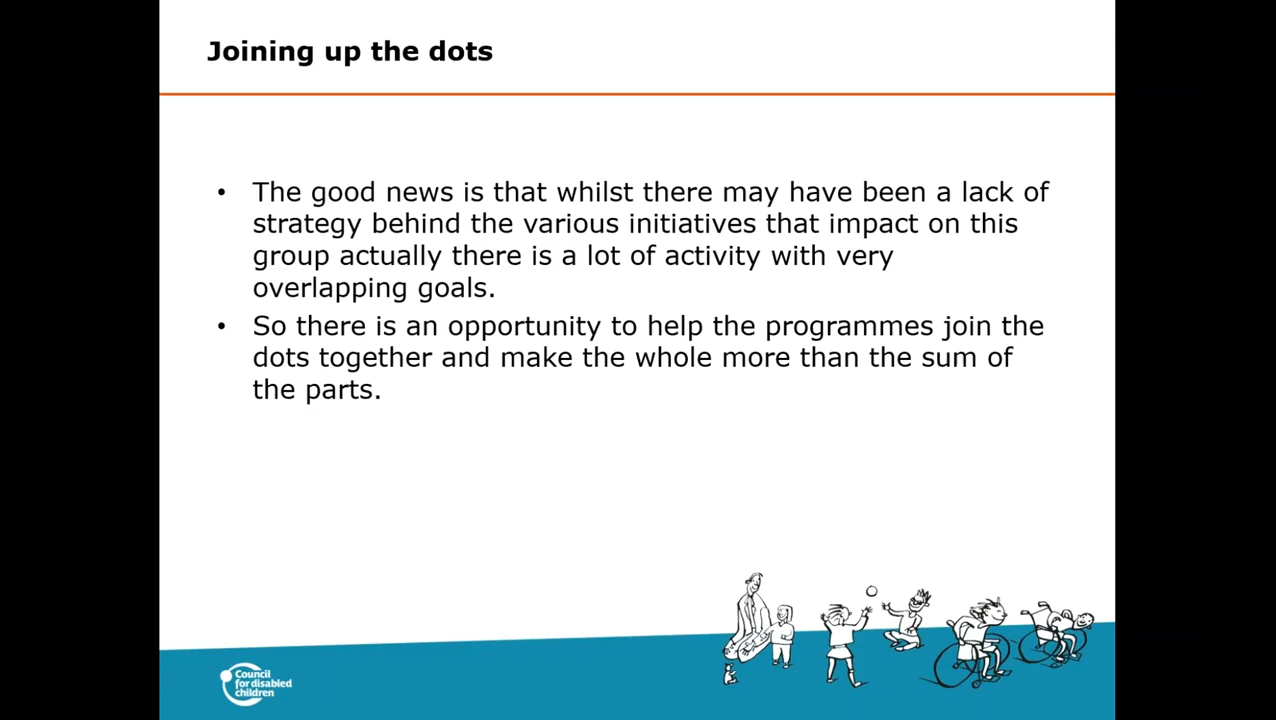 Joining up the dots
• The good news is that whilst there may have been a lack of
strategy behind the various initiatives that impact on this
group actually there is a lot of activity with very
overlapping goals.
• So there is an opportunity to help the programmes join the
dots together and make the whole more than the sum of
the parts.
Council
for disabled
children